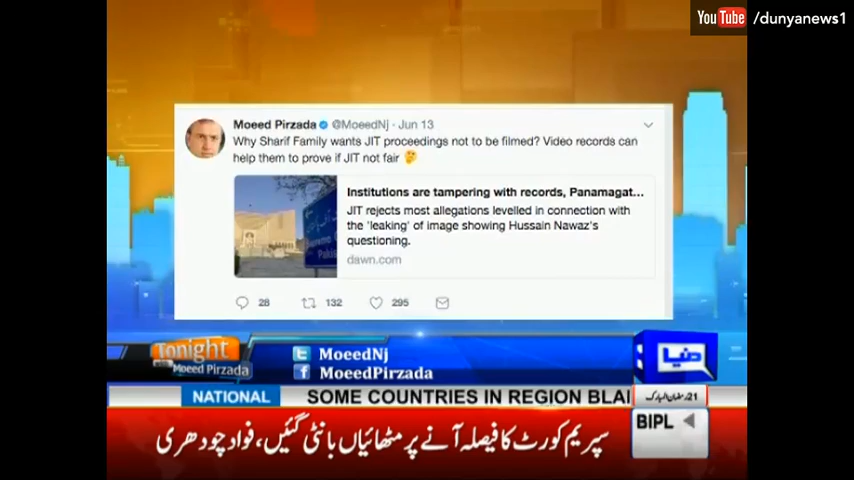 YouTube /dunyanews1
Moeed Pirzada @MoeedNj · Jun 13
Why Sharif Family wants JIT proceedings not to be filmed? Video records can
help them to prove if JIT not fair 🤔
Institutions are tampering with records, Panamagat...
JIT rejects most allegations levelled in connection with
the 'leaking' of image showing Hussain Nawaz's
questioning.
dawn.com
28 132 295
Tonight
with Moeed Pirzada
MoeedNj
MoeedPirzada
دنیا
NATIONAL
SOME COUNTRIES IN REGION BLA
21 رمضان المبارک
سپریم کورٹ کا فیصلہ آنے پر مٹھائیاں بانٹی گئیں، فواد چودھری
BIPL